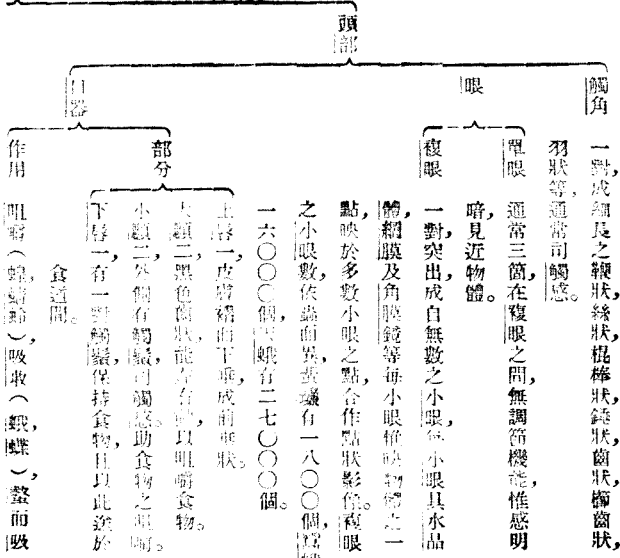 頭部
觸角
一對，成細長之鞭狀，絲狀，棍棒狀，錘狀，齒狀，櫛齒狀，
羽狀等，通常司觸感。
眼
單眼
通常三箇在複眼之間，無調節機能，惟感明
暗，見近物體。
複眼
一對突出成自無數之小眼，每小眼具水晶
體，網膜及角膜鏡等，每小眼惟映物體之一
點，映於多數小眼之點合作點狀影像。複眼
之小眼數依蟲而異，黃蠟有一八〇〇個，
一六〇〇〇個，天蛾有二七〇〇〇個。
口器
部分
上唇一，皮膚褶而下垂成前垂狀。
大顎二，黑色齒狀能左右動以咀嚼食物。
小顎二，外側有觸鬚司觸感，助食物之咀嚼。
下唇一，有一對觸鬚，保持食物，且以此送於
食道間。
作用
咀嚼（蝗，蜻蛉）吸收（蛾，蝶）螫而吸